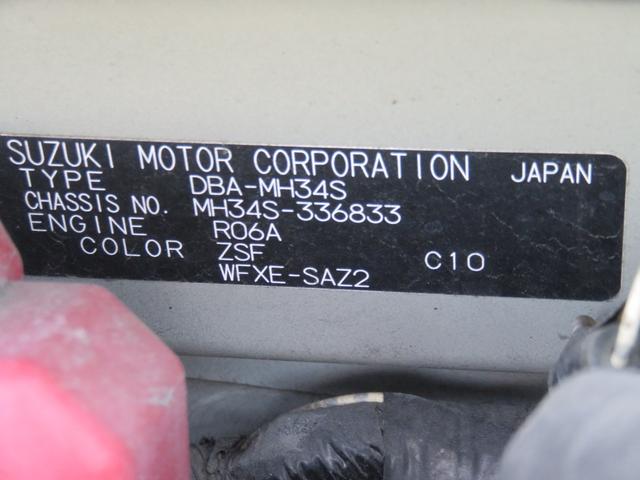 SUZUKI MOTOR CORPORATION JAPAN
TYPE DBA-MH34S
CHASSIS NO. MH34S-336833
ENGINE R06A
COLOR ZSF C10
WFXE-SAZ2